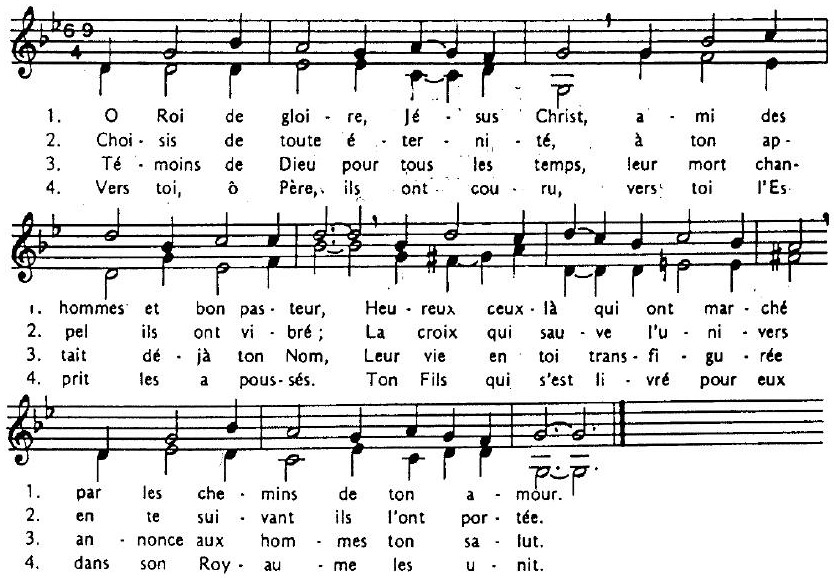 6 9
4
1. O Roi de gloi - re, Jé - sus Christ, a - mi des
2. Choi - sis de toute é - ter - ni - té, à ton ap-
3. Té - moins de Dieu pour tous les temps, leur mort chan-
4. Vers toi, ô Père, ils ont cou - ru, vers toi l'Es-
1. hommes et bon pas - teur, Heu - reux ceux - là qui ont mar - ché
2. pel ils ont vi - bré ; La croix qui sau - ve l'u - ni - vers
3. tait dé - jà ton Nom, Leur vie en toi trans - fi - gu - rée
4. prit les a pous - sés. Ton Fils qui s'est li - vré pour eux
1. par les che - mins de ton a - mour.
2. en te sui - vant ils l'ont por - tée.
3. an - nonce aux hom - mes ton sa - lut.
4. dans son Roy - au - me les u - nit.